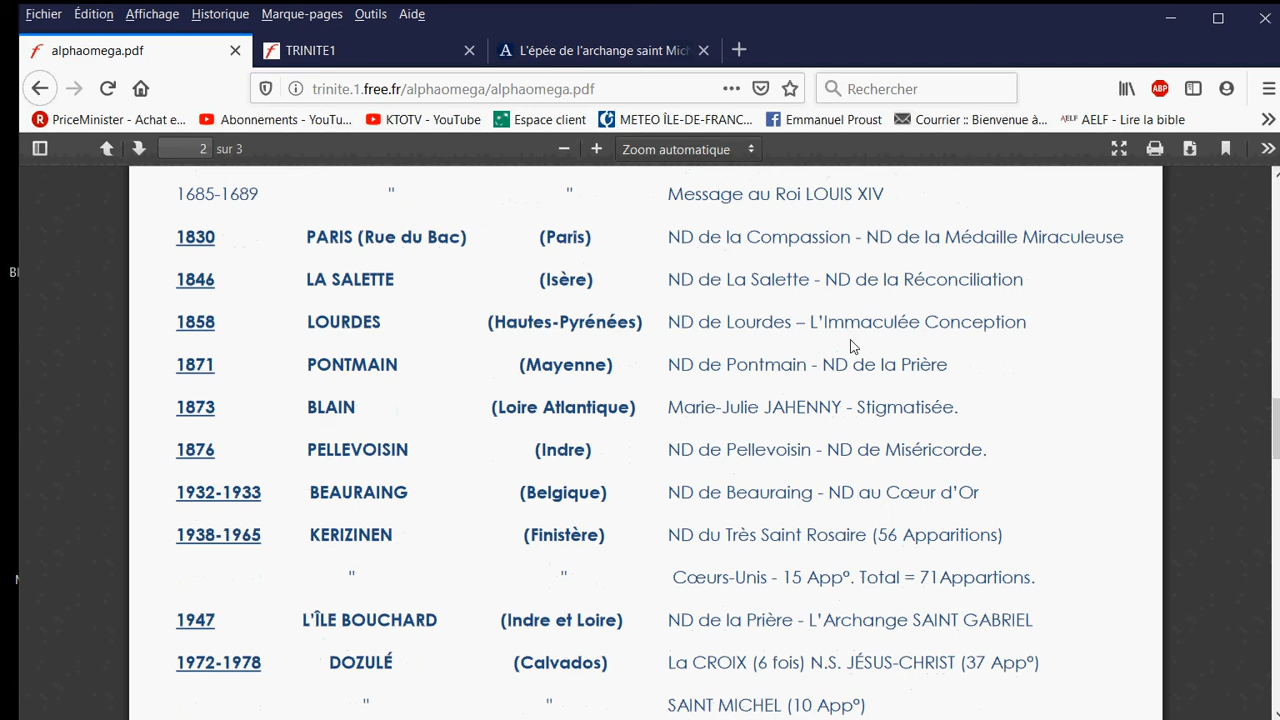 Fichier Édition Affichage Historique Marque-pages Outils Aide
alphaomega.pdf TRINITE1 L'épée de l'archange saint Mich
trinite.1.free.fr/alphaomega/alphaomega.pdf Rechercher
PriceMinister - Achat e... Abonnements - YouTu... KTOTV - YouTube Espace client METEO ÎLE-DE-FRANC... Emmanuel Proust Courrier :: Bienvenue à... AELF - Lire la bible
2 sur 3 Zoom automatique
1685-1689 " " Message au Roi LOUIS XIV
1830 PARIS (Rue du Bac) (Paris) ND de la Compassion - ND de la Médaille Miraculeuse
1846 LA SALETTE (Isère) ND de La Salette - ND de la Réconciliation
1858 LOURDES (Hautes-Pyrénées) ND de Lourdes – L'Immaculée Conception
1871 PONTMAIN (Mayenne) ND de Pontmain - ND de la Prière
1873 BLAIN (Loire Atlantique) Marie-Julie JAHENNY - Stigmatisée.
1876 PELLEVOISIN (Indre) ND de Pellevoisin - ND de Miséricorde.
1932-1933 BEAURAING (Belgique) ND de Beauraing - ND au Cœur d'Or
1938-1965 KERIZINEN (Finistère) ND du Très Saint Rosaire (56 Apparitions)
" " Cœurs-Unis - 15 App°. Total = 71Appartions.
1947 L'ÎLE BOUCHARD (Indre et Loire) ND de la Prière - L'Archange SAINT GABRIEL
1972-1978 DOZULÉ (Calvados) La CROIX (6 fois) N.S. JÉSUS-CHRIST (37 App°)
" " SAINT MICHEL (10 App°)